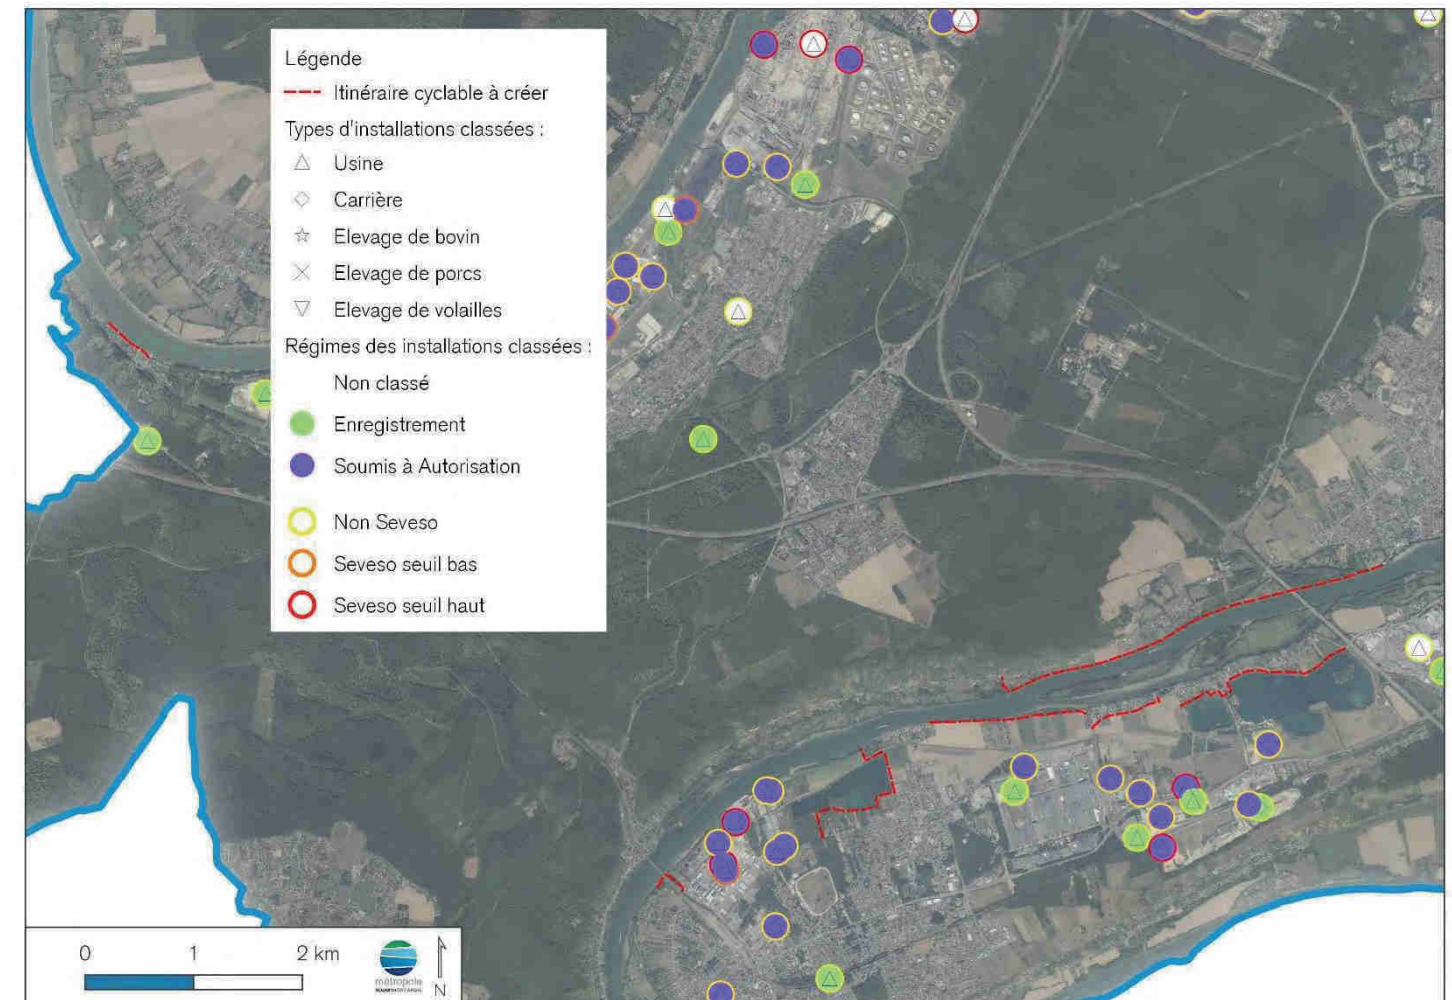 Légende
Itinéraire cyclable à créer
Types d'installations classées :
Usine
Carrière
Elevage de bovin
Elevage de porcs
Elevage de volailles
Régimes des installations classées :
Non classé
Enregistrement
Soumis à Autorisation
Non Seveso
Seveso seuil bas
Seveso seuil haut
0 1 2 km
métropole
N